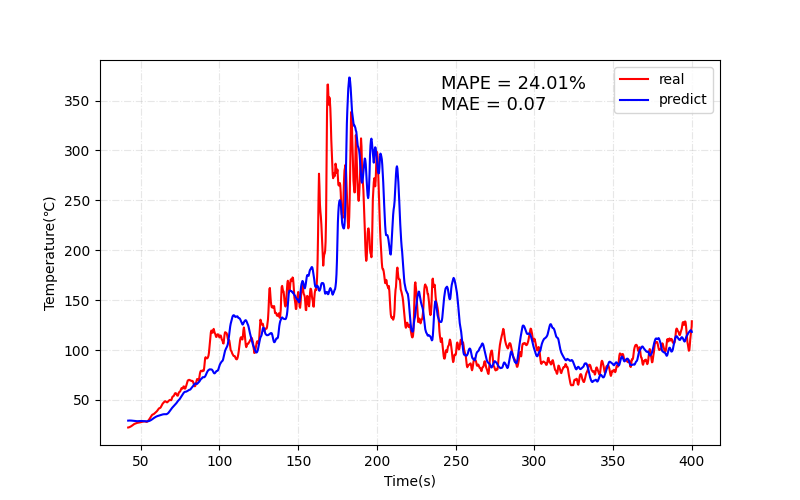 MAPE = 24.01%
MAE = 0.07
real
predict
Temperature(℃)
350
300
250
200
150
100
50
50 100 150 200 250 300 350 400
Time(s)